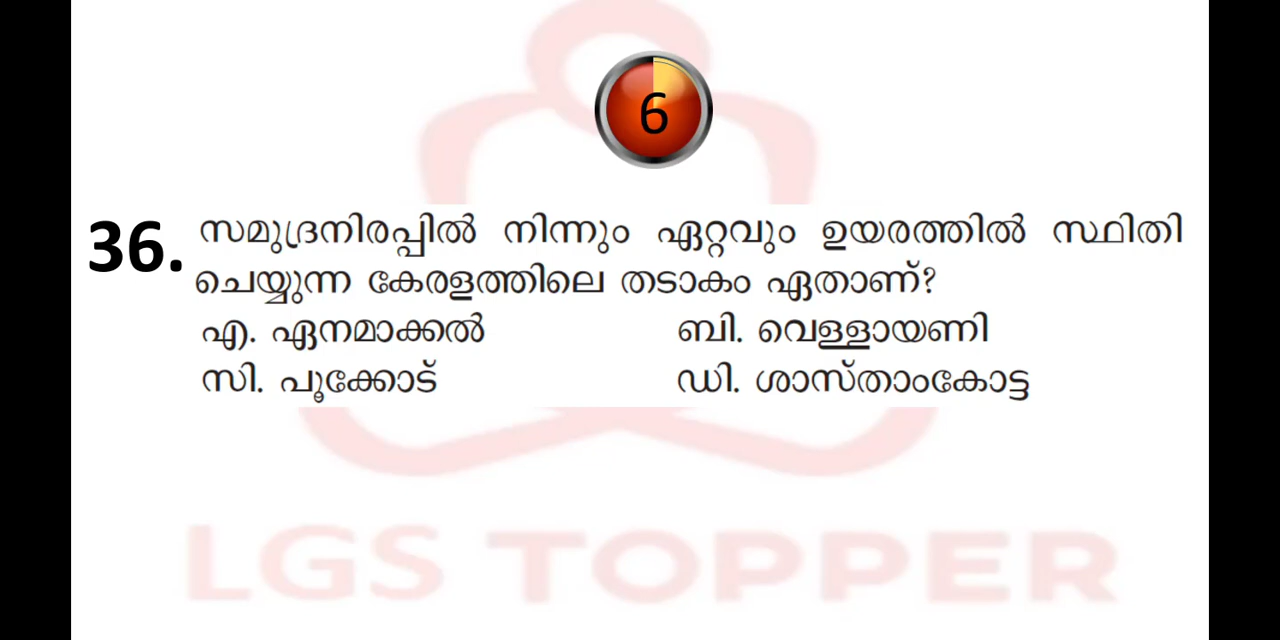 6
36. സമുദ്രനിരപ്പിൽ നിന്നും ഏറ്റവും ഉയരത്തിൽ സ്ഥിതി
ചെയ്യുന്ന കേരളത്തിലെ തടാകം ഏതാണ്?
എ. ഏനമാക്കൽ ബി. വെള്ളായണി
സി. പൂക്കോട് ഡി. ശാസ്താംകോട്ട
LGS TOPPER